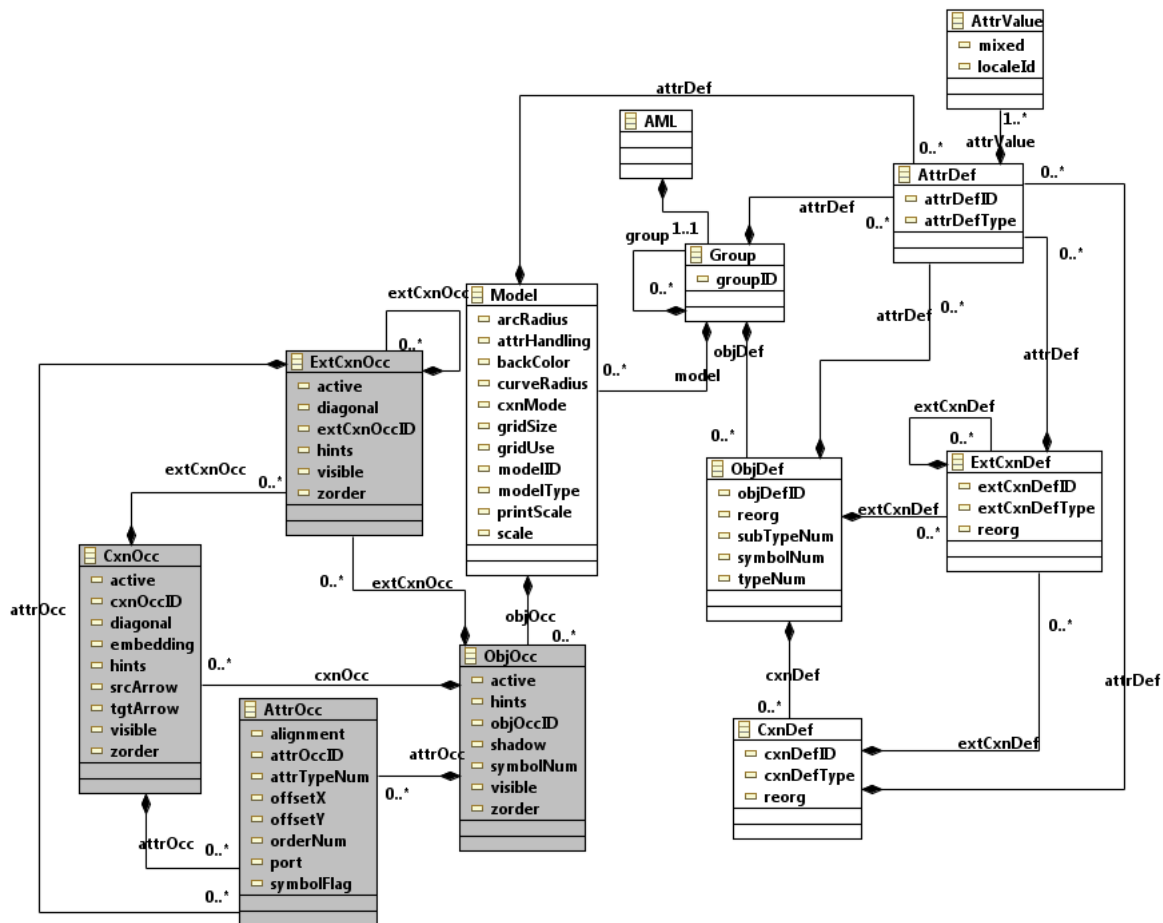 AttrValue
mixed
localeId
1..*
attrValue
attrDef
0..*
AML
1..1
AttrDef
attrDefID
attrDefType
attrDef
0..*
0..*
0..*
group
0..*
Group
groupID
attrDef
0..*
objDef
0..*
model
0..*
Model
arcRadius
attrHandling
backColor
curveRadius
cxnMode
gridSize
gridUse
modelID
modelType
printScale
scale
extCxnOcc
0..*
ExtCxnOcc
active
diagonal
extCxnOccID
hints
visible
zorder
attrDef
extCxnDef
0..*
ExtCxnDef
extCxnDefID
extCxnDefType
reorg
ObjDef
objDefID
reorg
subTypeNum
symbolNum
typeNum
extCxnDef
0..*
extCxnOcc
0..*
CxnOcc
active
cxnOccID
diagonal
embedding
hints
srcArrow
tgtArrow
visible
zorder
attrOcc
0..*
extCxnOcc
objOcc
0..*
ObjOcc
active
hints
objOccID
shadow
symbolNum
visible
zorder
0..*
cxnOcc
AttrOcc
alignment
attrOccID
attrTypeNum
offsetX
offsetY
orderNum
port
symbolFlag
attrOcc
0..*
attrOcc
0..*
0..*
cxnDef
0..*
CxnDef
cxnDefID
cxnDefType
reorg
0..*
extCxnDef
attrDef